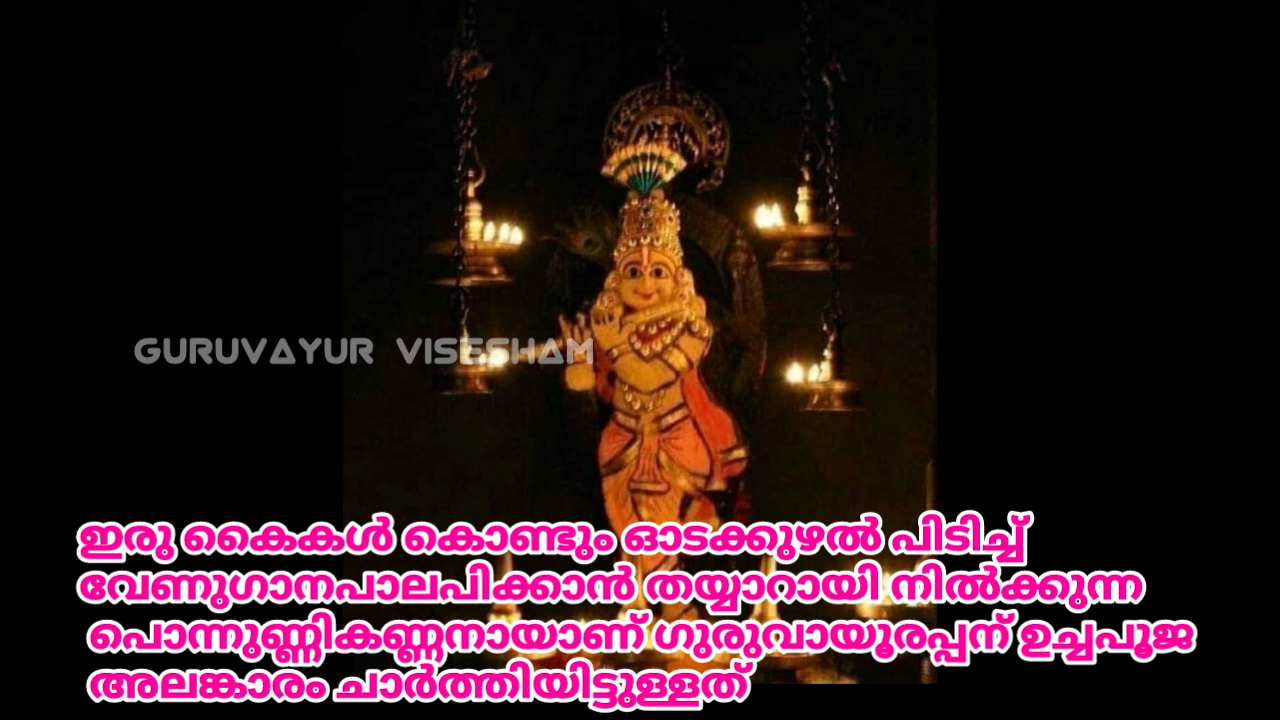 GURUVAYUR VISESHAM
ഇരു കൈകൾ കൊണ്ടും ഓടക്കുഴൽ പിടിച്ച്
വേണുഗാനപാലപിക്കാൻ തയ്യാറായി നിൽക്കുന്ന
പൊന്നുണ്ണികണ്ണനായാണ് ഗുരുവായൂരപ്പന് ഉച്ചപൂജ
അലങ്കാരം ചാർത്തിയിട്ടുള്ളത്